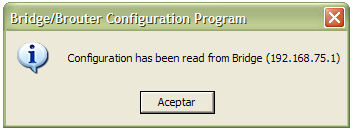 Bridge/Brouter Configuration Program
Configuration has been read from Bridge (192.168.75.1)
Aceptar